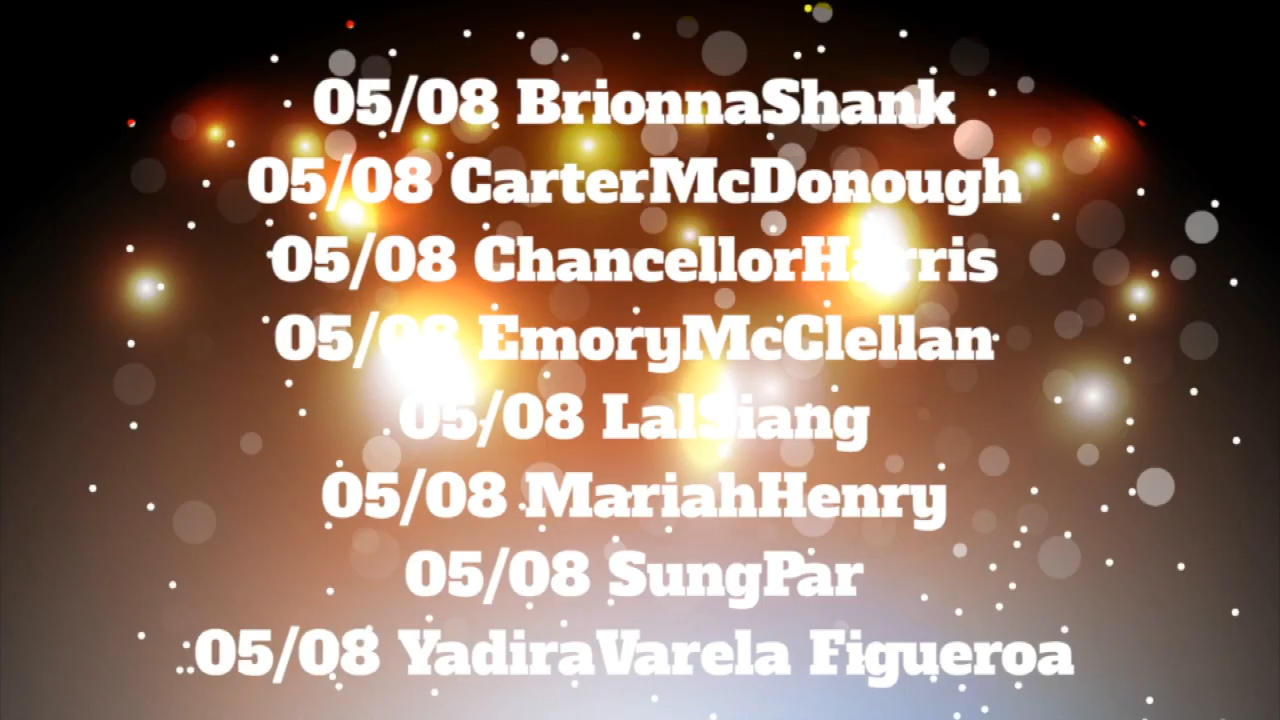 05/08 BrionnaShank
05/08 CarterMcDonough
05/08 ChancellorHarris
05/08 EmoryMcClellan
05/08 LalSiang
05/08 MariahHenry
05/08 SungPar
05/08 YadiraVarela Figueroa